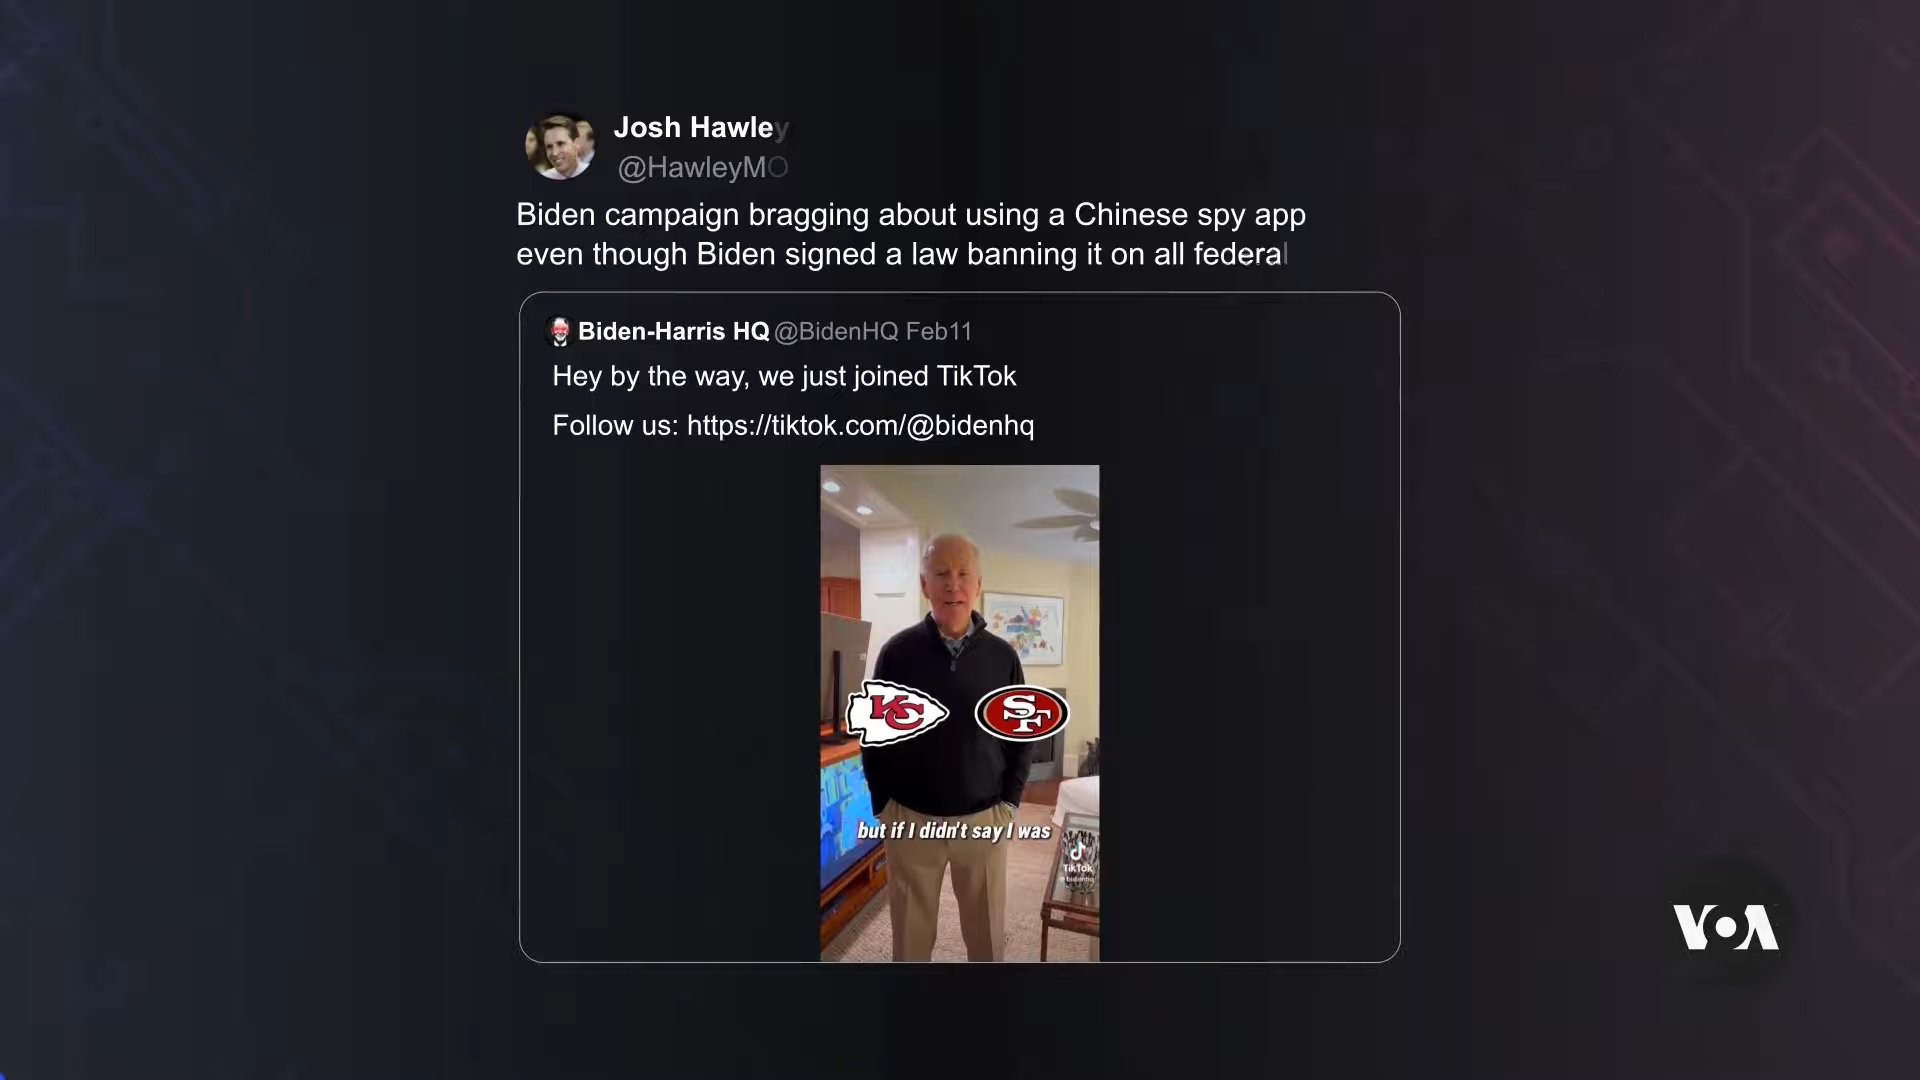 Josh Hawley
@HawleyMO
Biden campaign bragging about using a Chinese spy app
even though Biden signed a law banning it on all federal
Biden-Harris HQ @BidenHQ Feb11
Hey by the way, we just joined TikTok
Follow us: https://tiktok.com/@bidenhq
KC
SF
but if I didn't say I was
TikTok
@bidenhq
VOA